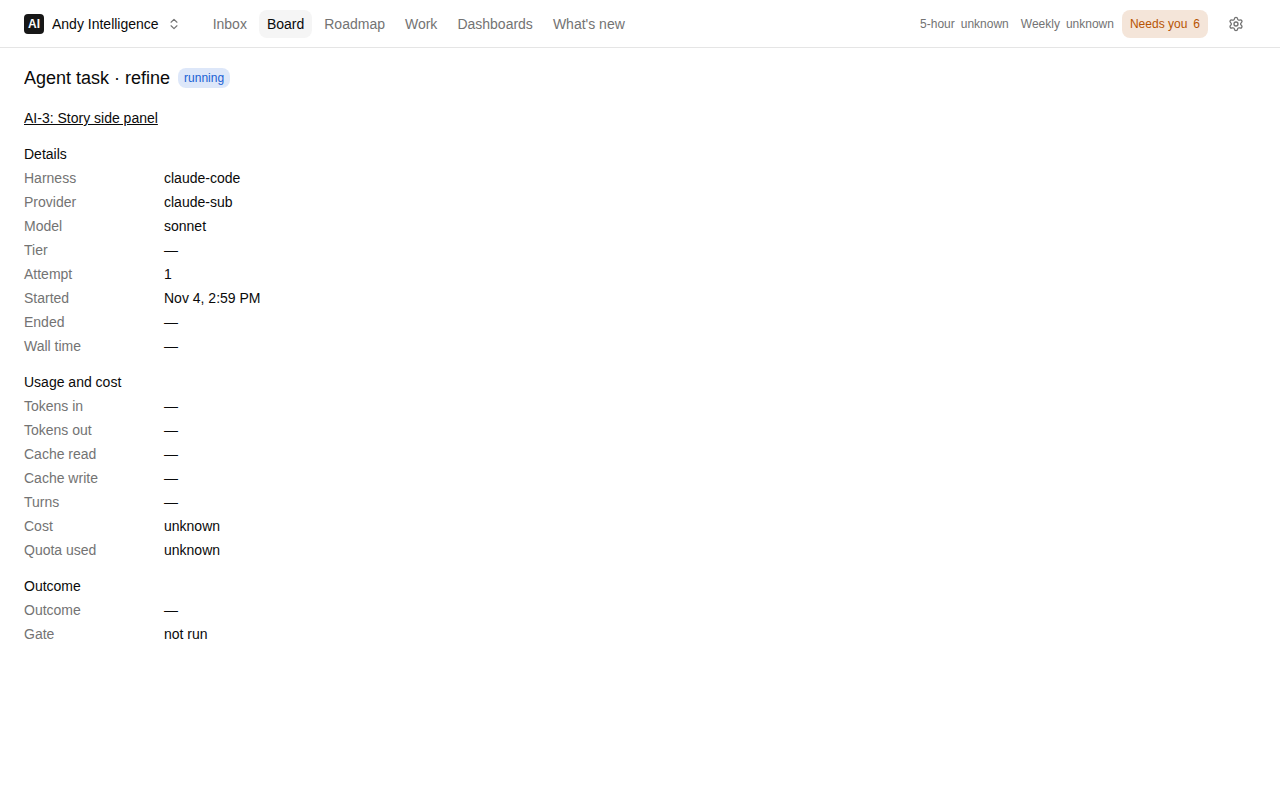 AI Andy Intelligence Inbox Board Roadmap Work Dashboards What's new 5-hour unknown Weekly unknown Needs you 6
Agent task · refine running
AI-3: Story side panel
Details
Harness claude-code
Provider claude-sub
Model sonnet
Tier —
Attempt 1
Started Nov 4, 2:59 PM
Ended —
Wall time —
Usage and cost
Tokens in —
Tokens out —
Cache read —
Cache write —
Turns —
Cost unknown
Quota used unknown
Outcome
Outcome —
Gate not run